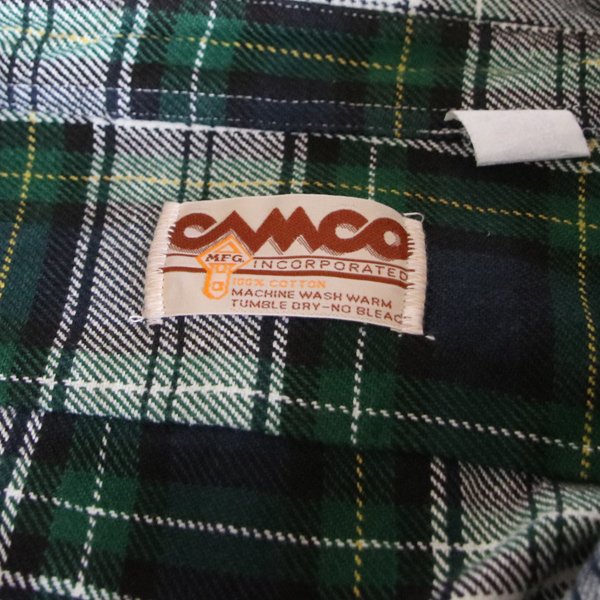 CAMCO
MFG.
INCORPORATED
100% COTTON
MACHINE WASH WARM
TUMBLE DRY-NO BLEAC